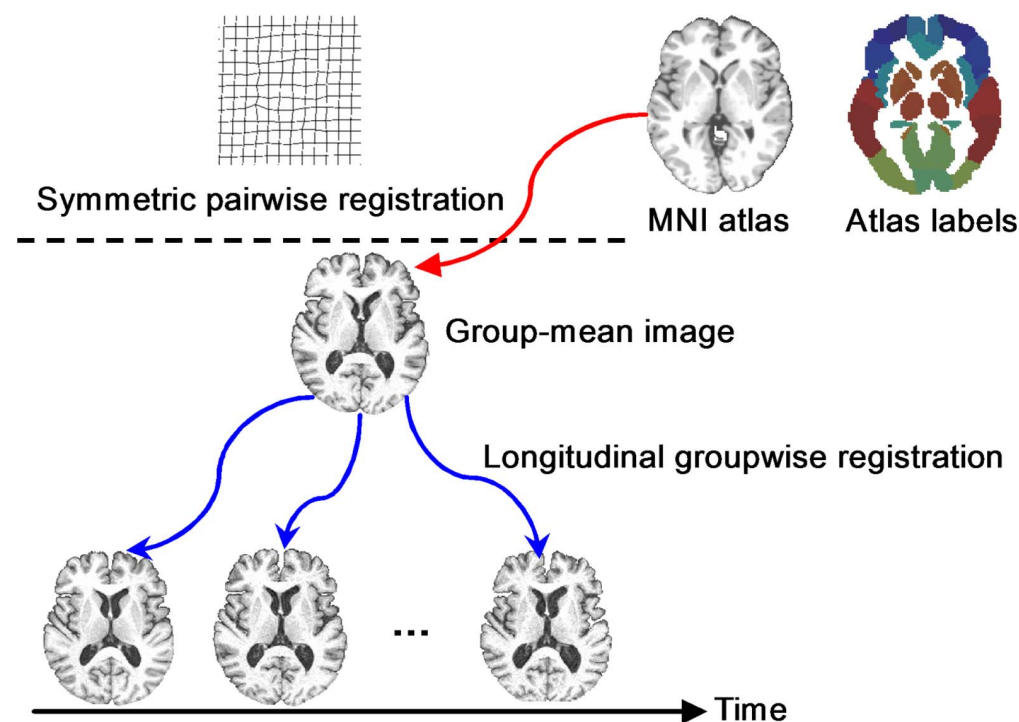 Symmetric pairwise registration
MNI atlas
Atlas labels
Group-mean image
Longitudinal groupwise registration
...
Time